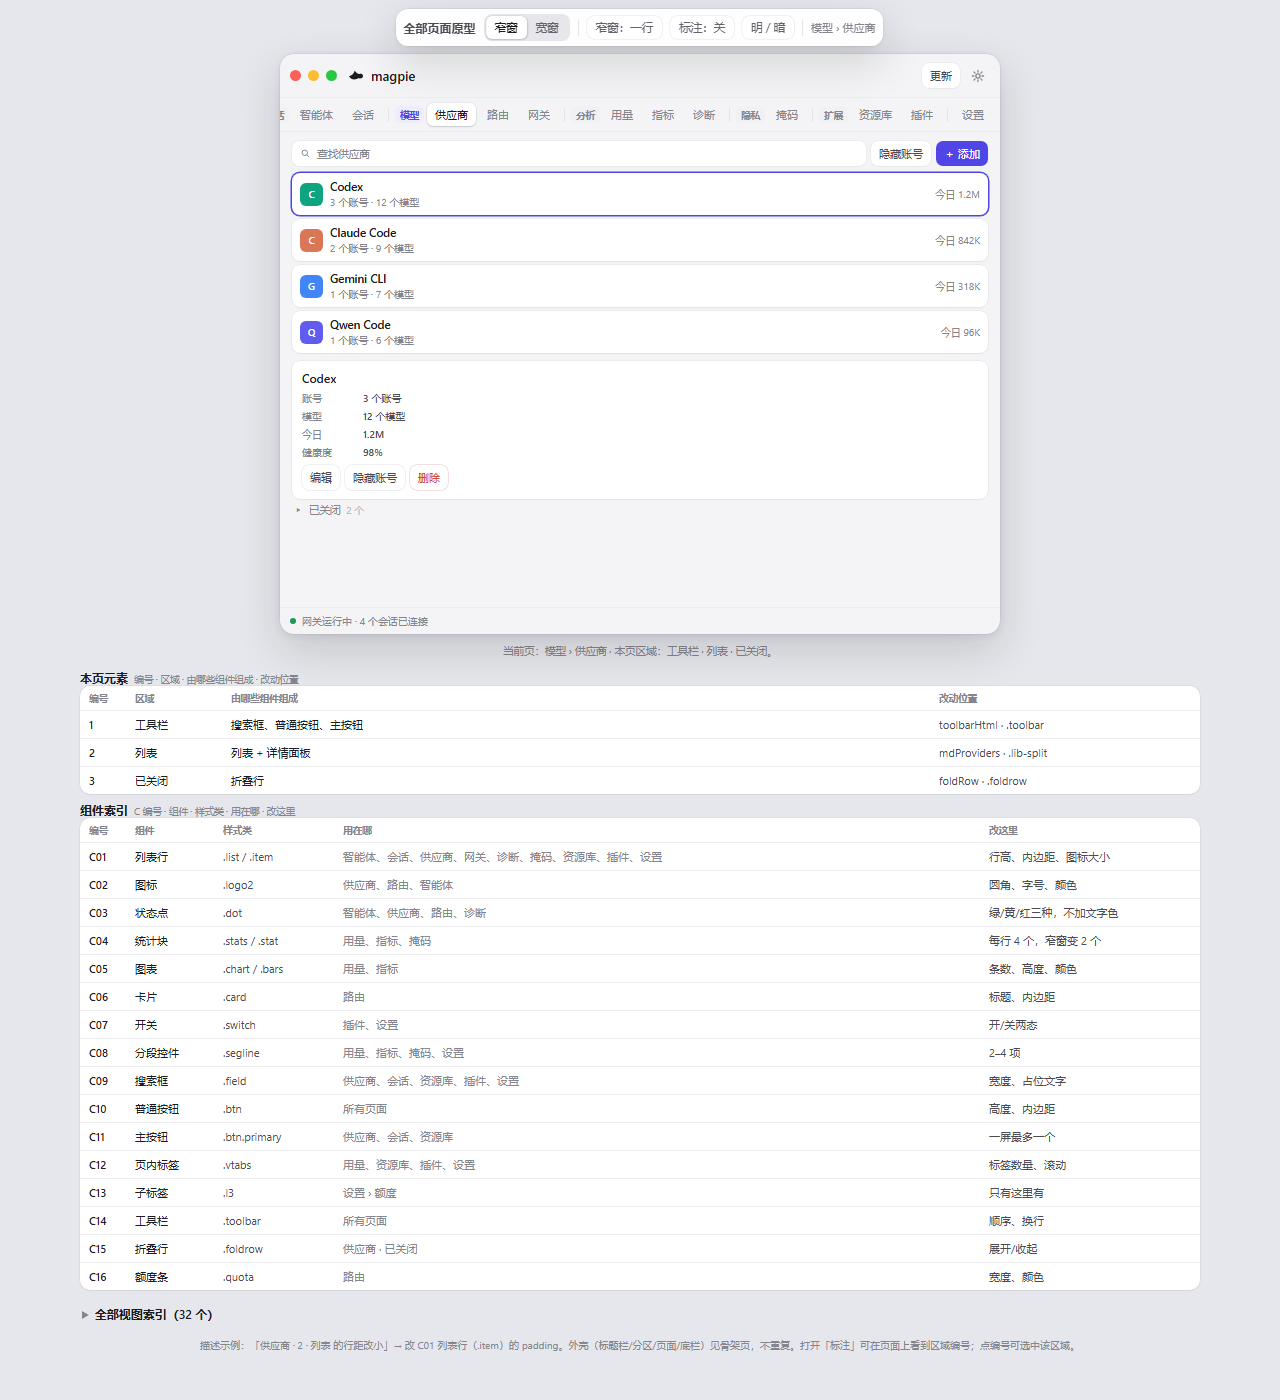 全部页面原型 窄窗 宽窗 窄窗：一行 标注：关 明 / 暗 模型 › 供应商
magpie 更新
智能体 会话 模型 供应商 路由 网关 分析 用量 指标 诊断 隐私 掩码 扩展 资源库 插件 设置
查找供应商 隐藏账号 + 添加
C Codex 今日 1.2M
3 个账号 · 12 个模型
C Claude Code 今日 842K
2 个账号 · 9 个模型
G Gemini CLI 今日 318K
1 个账号 · 7 个模型
Q Qwen Code 今日 96K
1 个账号 · 6 个模型
Codex
账号 3 个账号
模型 12 个模型
今日 1.2M
健康度 98%
编辑 隐藏账号 删除
▸ 已关闭 2 个
网关运行中 · 4 个会话已连接
当前页：模型 › 供应商 · 本页区域：工具栏 · 列表 · 已关闭。
本页元素 编号 · 区域 · 由哪些组件组成 · 改动位置
编号 区域 由哪些组件组成 改动位置
1 工具栏 搜索框、普通按钮、主按钮 toolbarHtml · .toolbar
2 列表 列表 + 详情面板 mdProviders · .lib-split
3 已关闭 折叠行 foldRow · .foldrow
组件索引 C 编号 · 组件 · 样式类 · 用在哪 · 改这里
编号 组件 样式类 用在哪 改这里
C01 列表行 .list / .item 智能体、会话、供应商、网关、诊断、掩码、资源库、插件、设置 行高、内边距、图标大小
C02 图标 .logo2 供应商、路由、智能体 圆角、字号、颜色
C03 状态点 .dot 智能体、供应商、路由、诊断 绿/黄/红三种，不加文字色
C04 统计块 .stats / .stat 用量、指标、掩码 每行 4 个，窄窗变 2 个
C05 图表 .chart / .bars 用量、指标 条数、高度、颜色
C06 卡片 .card 路由 标题、内边距
C07 开关 .switch 插件、设置 开/关两态
C08 分段控件 .segline 用量、指标、掩码、设置 2–4 项
C09 搜索框 .field 供应商、会话、资源库、插件、设置 宽度、占位文字
C10 普通按钮 .btn 所有页面 高度、内边距
C11 主按钮 .btn.primary 供应商、会话、资源库 一屏最多一个
C12 页内标签 .vtabs 用量、资源库、插件、设置 标签数量、滚动
C13 子标签 .l3 设置 › 额度 只有这里有
C14 工具栏 .toolbar 所有页面 顺序、换行
C15 折叠行 .foldrow 供应商 · 已关闭 展开/收起
C16 额度条 .quota 路由 宽度、颜色
▶ 全部视图索引（32 个）
描述示例：「供应商 · 2 · 列表 的行距改小」→ 改 C01 列表行（.item）的 padding。外壳（标题栏/分区/页面/底栏）见骨架页，不重复。打开「标注」可在页面上看到区域编号；点编号可选中该区域。